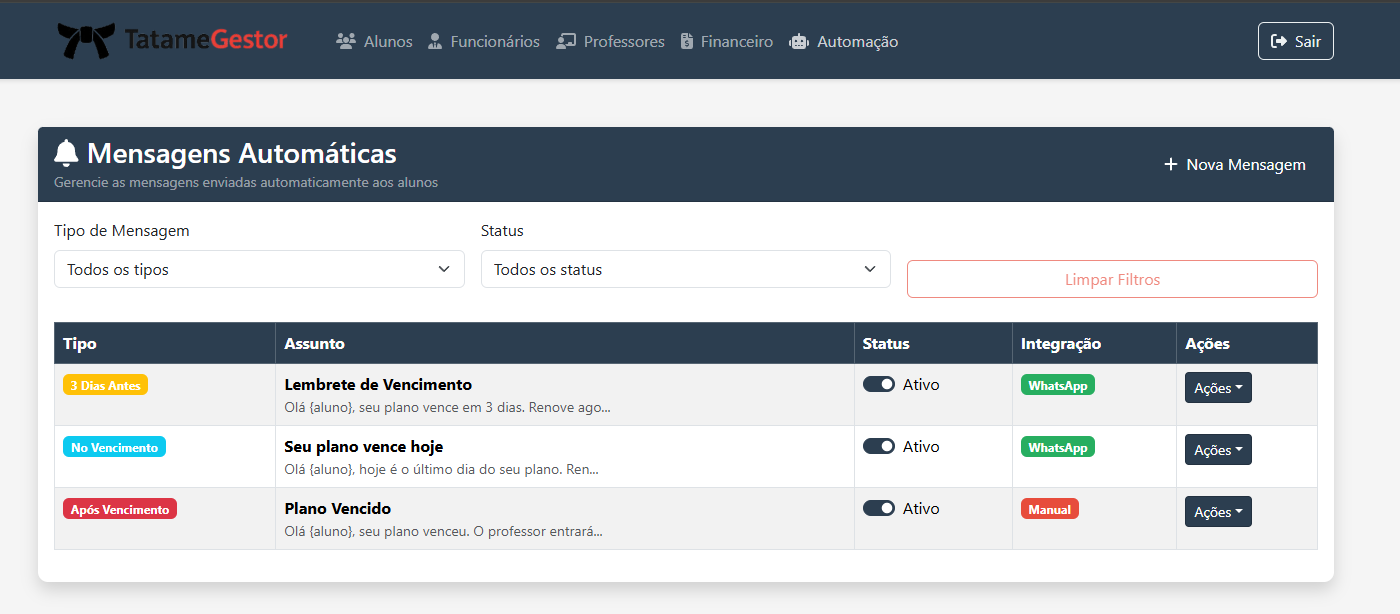 TatameGestor Alunos Funcionários Professores Financeiro Automação Sair
Mensagens Automáticas
Gerencie as mensagens enviadas automaticamente aos alunos
+ Nova Mensagem
Tipo de Mensagem Status
Todos os tipos Todos os status Limpar Filtros
Tipo Assunto Status Integração Ações
3 Dias Antes Lembrete de Vencimento Ativo WhatsApp Ações
Olá {aluno}, seu plano vence em 3 dias. Renove ago...
No Vencimento Seu plano vence hoje Ativo WhatsApp Ações
Olá {aluno}, hoje é o último dia do seu plano. Ren...
Após Vencimento Plano Vencido Ativo Manual Ações
Olá {aluno}, seu plano venceu. O professor entrará...